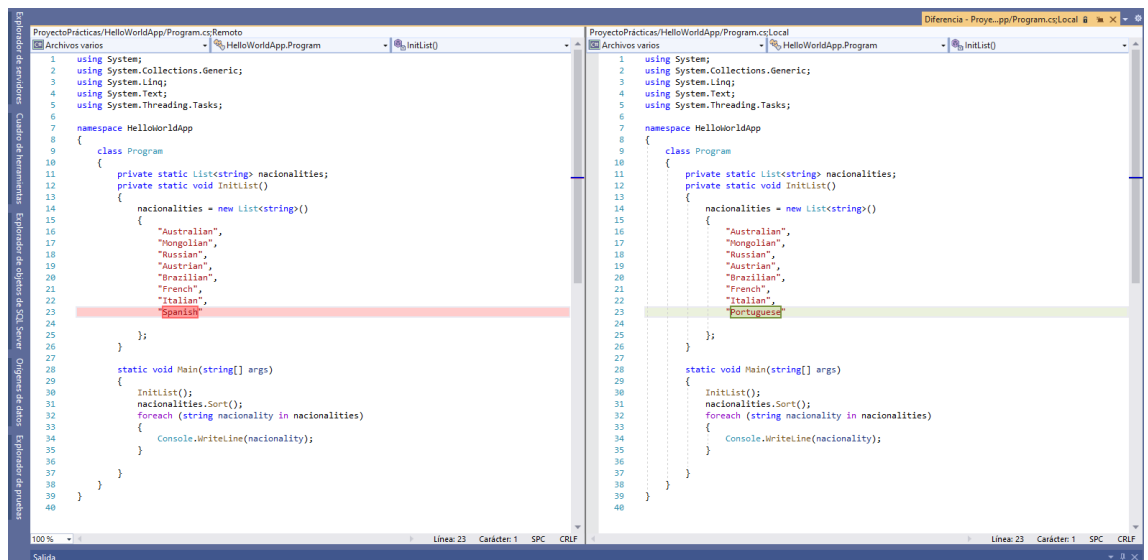 Diferencia - Proye...pp/Program.cs;Local
ProyectoPrácticas/HelloWorldApp/Program.cs;Remoto
Archivos varios HelloWorldApp.Program InitList()
1 using System;
2 using System.Collections.Generic;
3 using System.Linq;
4 using System.Text;
5 using System.Threading.Tasks;
6
7 namespace HelloWorldApp
8 {
9 class Program
10 {
11 private static List<string> nacionalities;
12 private static void InitList()
13 {
14 nacionalities = new List<string>()
15 {
16 "Australian",
17 "Mongolian",
18 "Russian",
19 "Austrian",
20 "Brazilian",
21 "French",
22 "Italian",
23 "Spanish"
24
25 };
26 }
27
28 static void Main(string[] args)
29 {
30 InitList();
31 nacionalities.Sort();
32 foreach (string nacionality in nacionalities)
33 {
34 Console.WriteLine(nacionality);
35 }
36
37 }
38 }
39 }
40
100 % Línea: 23 Carácter: 1 SPC CRLF
ProyectoPrácticas/HelloWorldApp/Program.cs;Local
Archivos varios HelloWorldApp.Program InitList()
1 using System;
2 using System.Collections.Generic;
3 using System.Linq;
4 using System.Text;
5 using System.Threading.Tasks;
6
7 namespace HelloWorldApp
8 {
9 class Program
10 {
11 private static List<string> nacionalities;
12 private static void InitList()
13 {
14 nacionalities = new List<string>()
15 {
16 "Australian",
17 "Mongolian",
18 "Russian",
19 "Austrian",
20 "Brazilian",
21 "French",
22 "Italian",
23 "Portuguese"
24
25 };
26 }
27
28 static void Main(string[] args)
29 {
30 InitList();
31 nacionalities.Sort();
32 foreach (string nacionality in nacionalities)
33 {
34 Console.WriteLine(nacionality);
35 }
36
37 }
38 }
39 }
40
Línea: 23 Carácter: 1 SPC CRLF
Explorador de servidores
Cuadro de herramientas
Explorador de objetos de SQL Server
Orígenes de datos
Explorador de pruebas
Salida